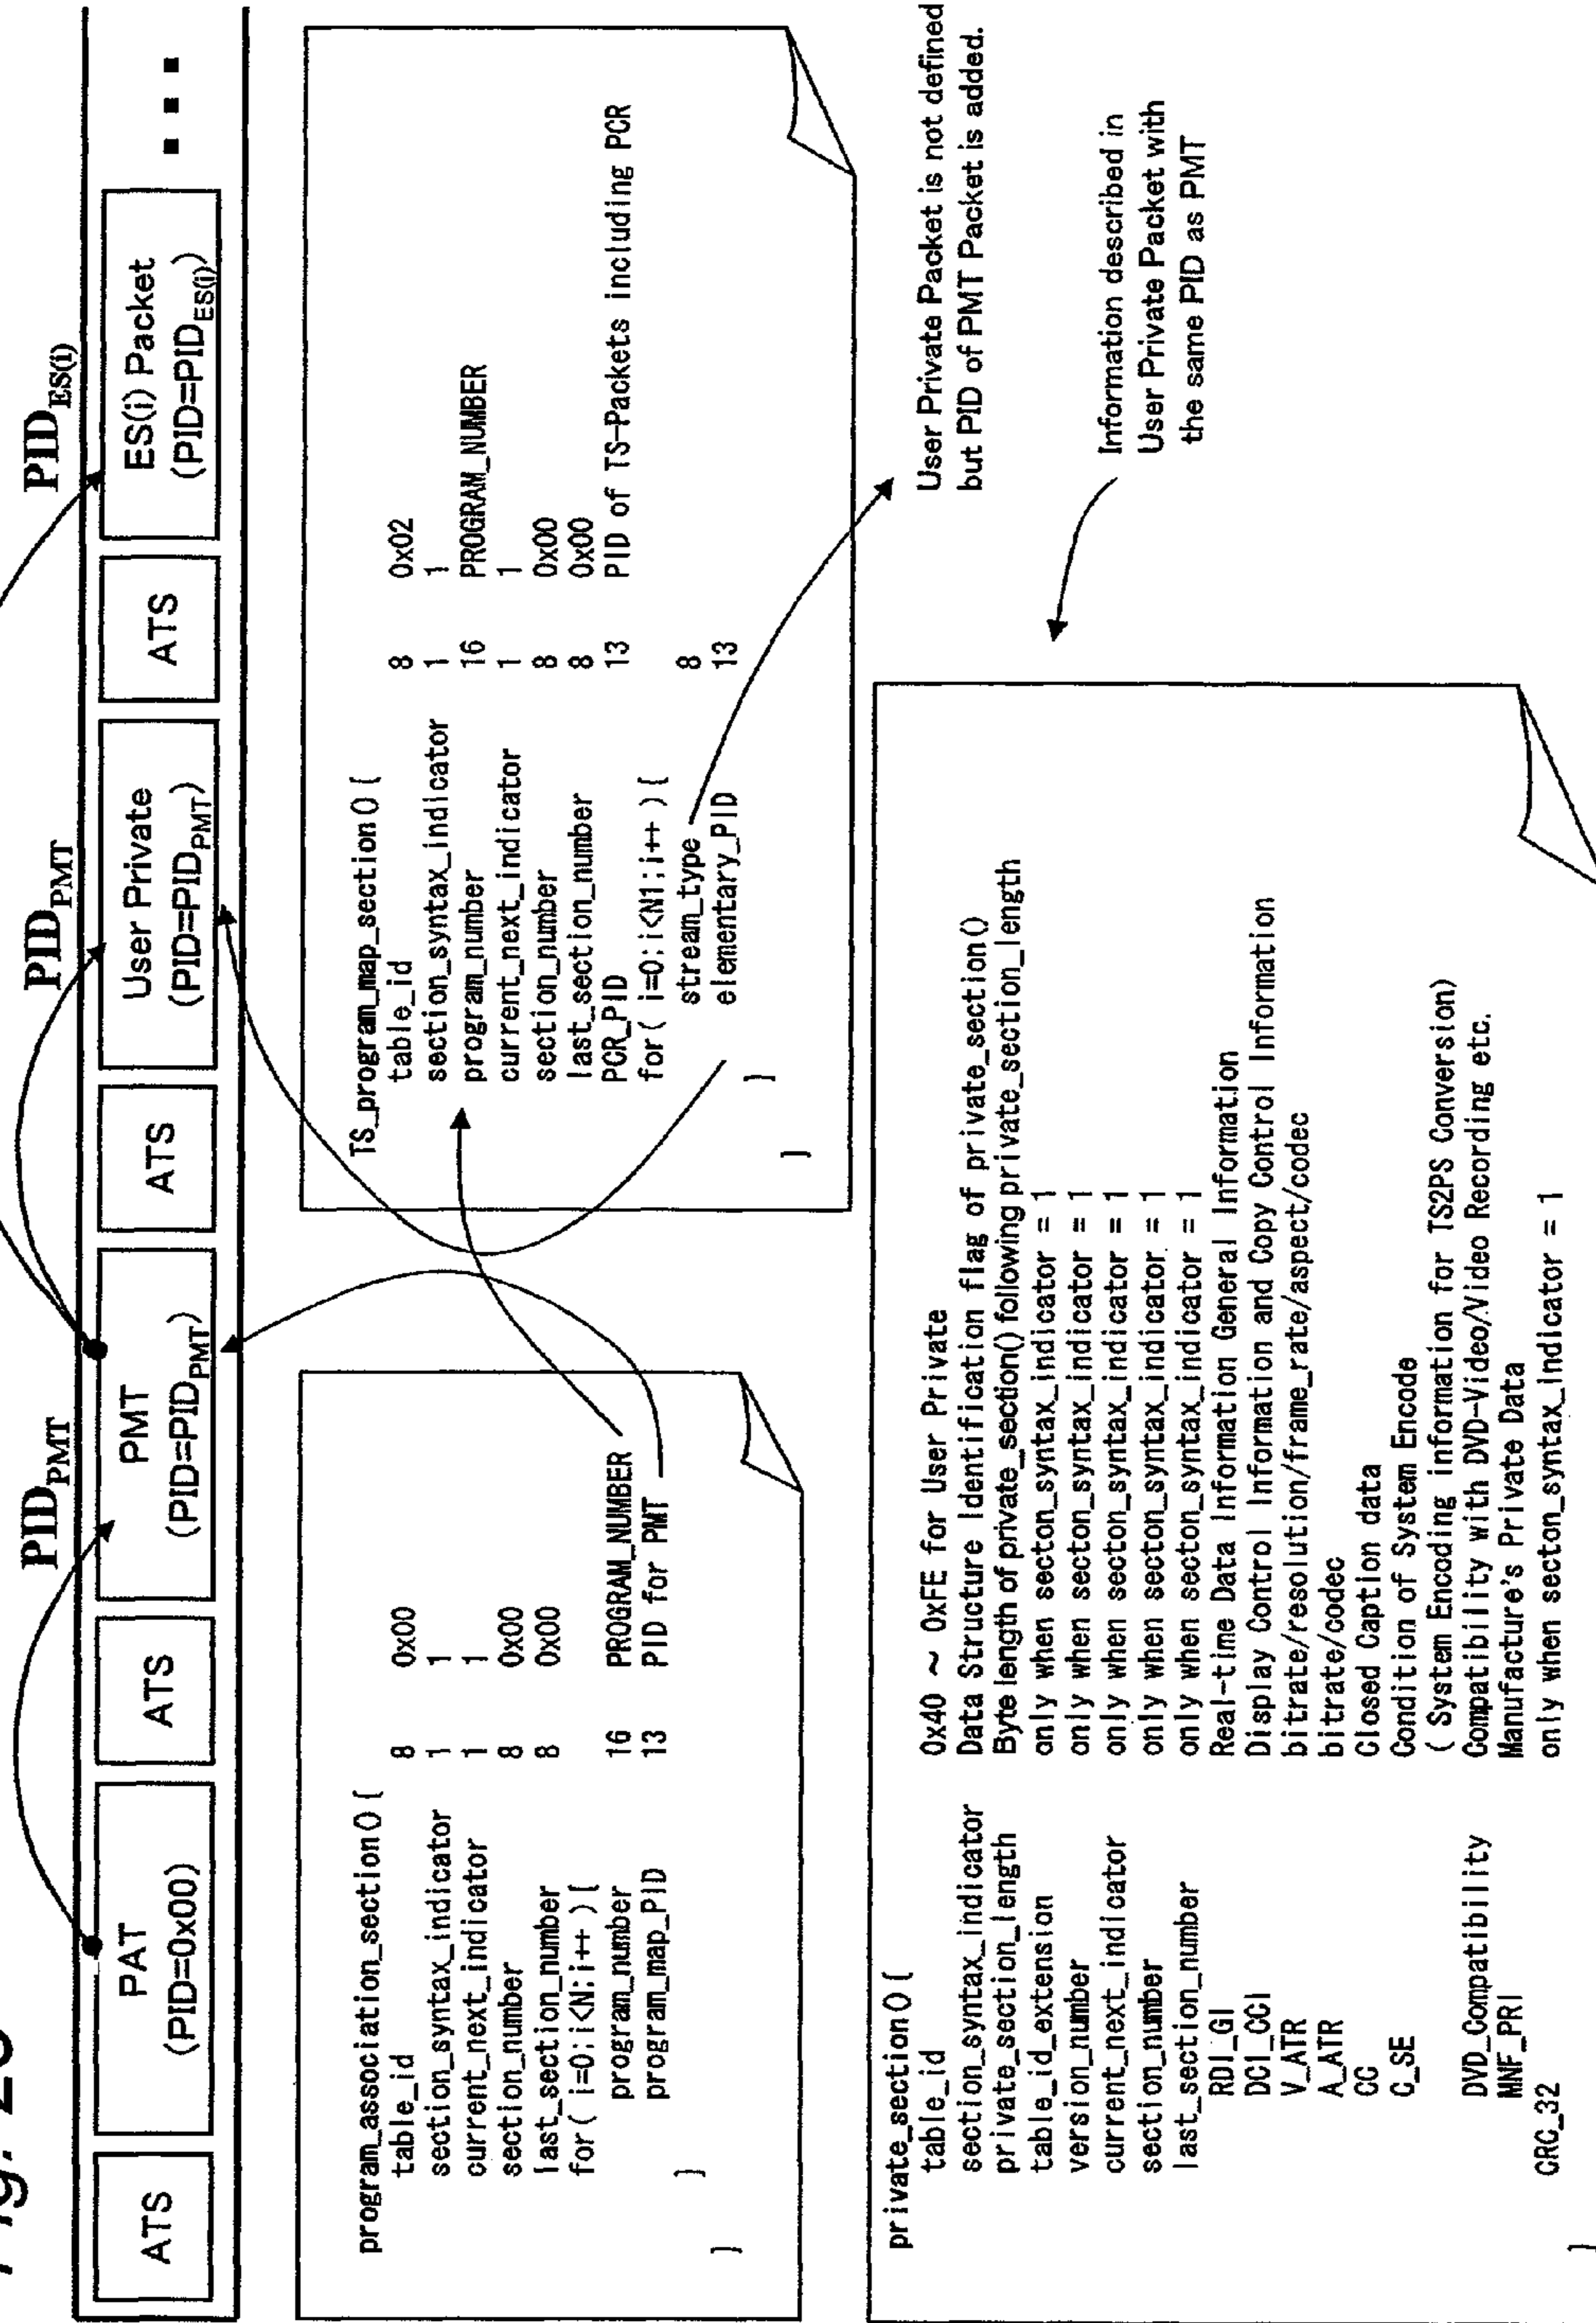 PID_PMT
PID_PMT
PID_ES(i)
ATS
PAT
(PID=0x00)
ATS
PMT
(PID=PID_PMT)
ATS
User Private
(PID=PID_PMT)
ATS
ES(i) Packet
(PID=PID_ES(i))
program_association_section() {
table_id 8 0x00
section_syntax_indicator 1 1
current_next_indicator 1 1
section_number 8 0x00
last_section_number 8 0x00
for( i=0;i<N;i++ ) {
program_number 16 PROGRAM_NUMBER
program_map_PID 13 PID for PMT
}
}
TS_program_map_section() {
table_id 8 0x02
section_syntax_indicator 1 1
program_number 16 PROGRAM_NUMBER
current_next_indicator 1 1
section_number 8 0x00
last_section_number 8 0x00
PCR_PID 13 PID of TS-Packets including PCR
for( i=0;i<N1;i++ ) {
stream_type 8
elementary_PID 13
}
}
User Private Packet is not defined
but PID of PMT Packet is added.
Information described in
User Private Packet with
the same PID as PMT
private_section() {
table_id 0x40 ~ 0xFE for User Private
section_syntax_indicator Data Structure Identification flag of private_section()
private_section_length Byte length of private_section() following private_section_length
table_id_extension only when secton_syntax_indicator = 1
version_number only when secton_syntax_indicator = 1
current_next_indicator only when secton_syntax_indicator = 1
section_number only when secton_syntax_indicator = 1
last_section_number only when secton_syntax_indicator = 1
RDI_GI Real-time Data Information General Information
DCI_CCI Display Control Information and Copy Control Information
V_ATR bitrate/resolution/frame_rate/aspect/codec
A_ATR bitrate/codec
CC Closed Caption data
C_SE Condition of System Encode
( System Encoding information for TS2PS Conversion)
DVD_Compatibility Compatibility with DVD-Video/Video Recording etc.
MNF_PRI Manufacture's Private Data
CRC_32 only when secton_syntax_indicator = 1
}